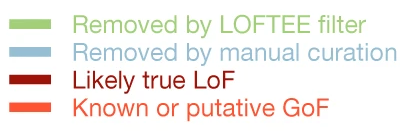 Removed by LOFTEE filter
Removed by manual curation
Likely true LoF
Known or putative GoF